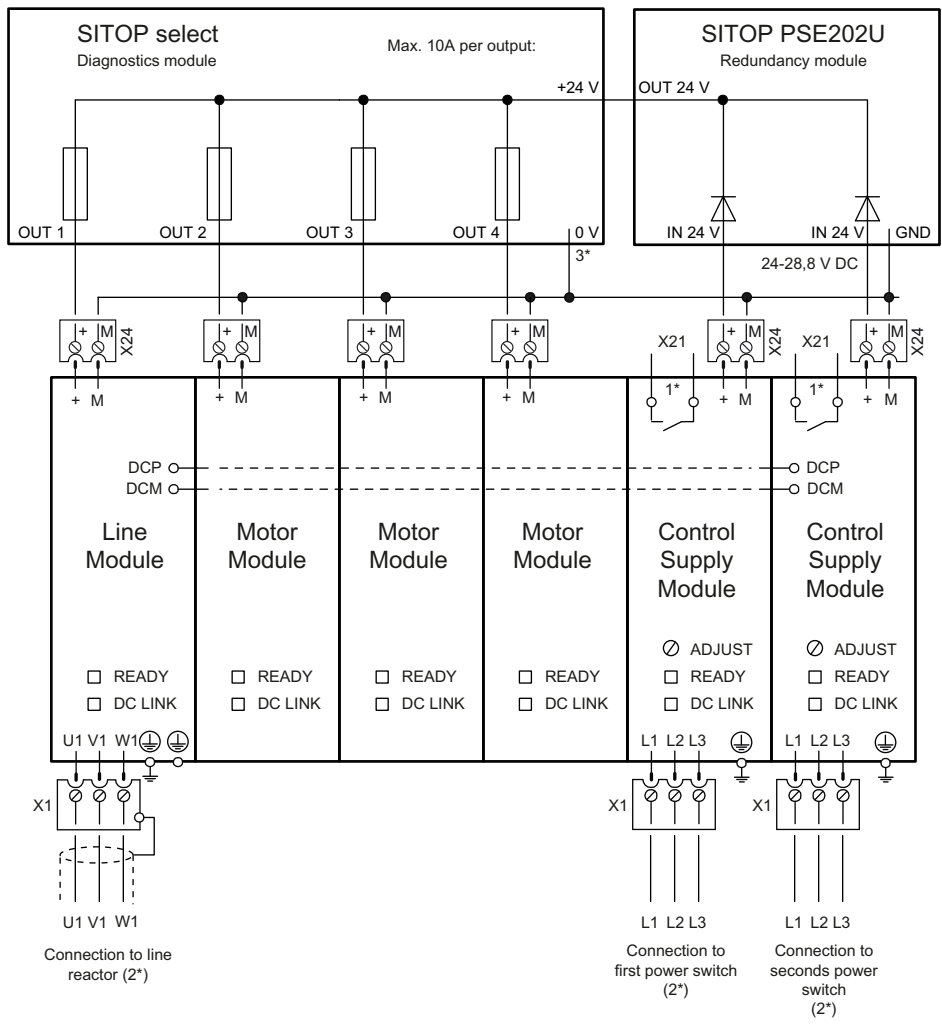 SITOP select
Diagnostics module
Max. 10A per output:
+24 V
OUT 1
OUT 2
OUT 3
OUT 4
0 V
3*
SITOP PSE202U
Redundancy module
OUT 24 V
IN 24 V
IN 24 V
GND
24-28,8 V DC
+ M
X24
+ M
+ M
+ M
X21
+ M
X24
X21
+ M
X24
+ M
+ M
+ M
+ M
1*
+ M
1*
+ M
DCP
DCP
DCM
DCM
Line
Module
Motor
Module
Motor
Module
Motor
Module
Control
Supply
Module
Control
Supply
Module
ADJUST
ADJUST
READY
READY
READY
READY
READY
READY
DC LINK
DC LINK
DC LINK
DC LINK
DC LINK
DC LINK
U1 V1 W1
L1 L2 L3
L1 L2 L3
X1
X1
X1
U1 V1 W1
L1 L2 L3
L1 L2 L3
Connection to line
reactor (2*)
Connection to
first power switch
(2*)
Connection to
seconds power
switch
(2*)